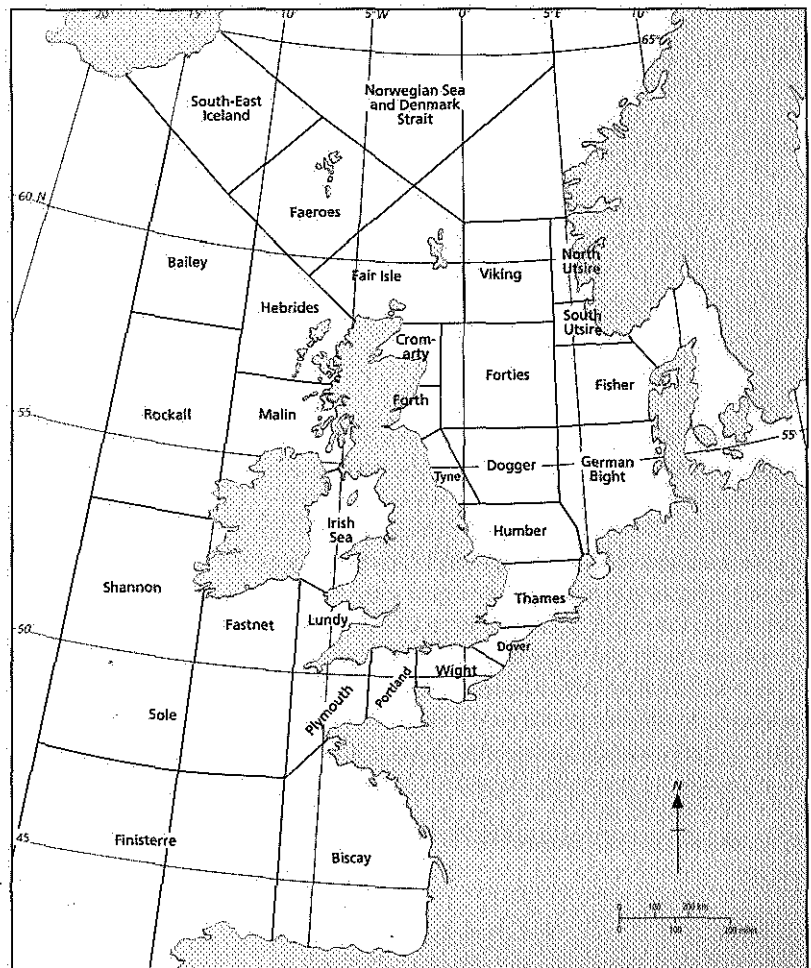 20°
15°
10°
5°W
0°
5°E
10°
65°
South-East
Iceland
Norwegian Sea
and Denmark
Strait
60 N
Faeroes
Bailey
Fair Isle
Viking
North
Utsire
Hebrides
South
Utsire
Crom-
arty
Forties
Fisher
55
Rockall
Malin
Forth
55°
Tyne
Dogger
German
Bight
Irish
Sea
Humber
Shannon
Thames
Fastnet
Lundy
50
Dover
Wight
Portland
Plymouth
Sole
N
45
Finisterre
Biscay
0 100 200 km
0 100 200 miles